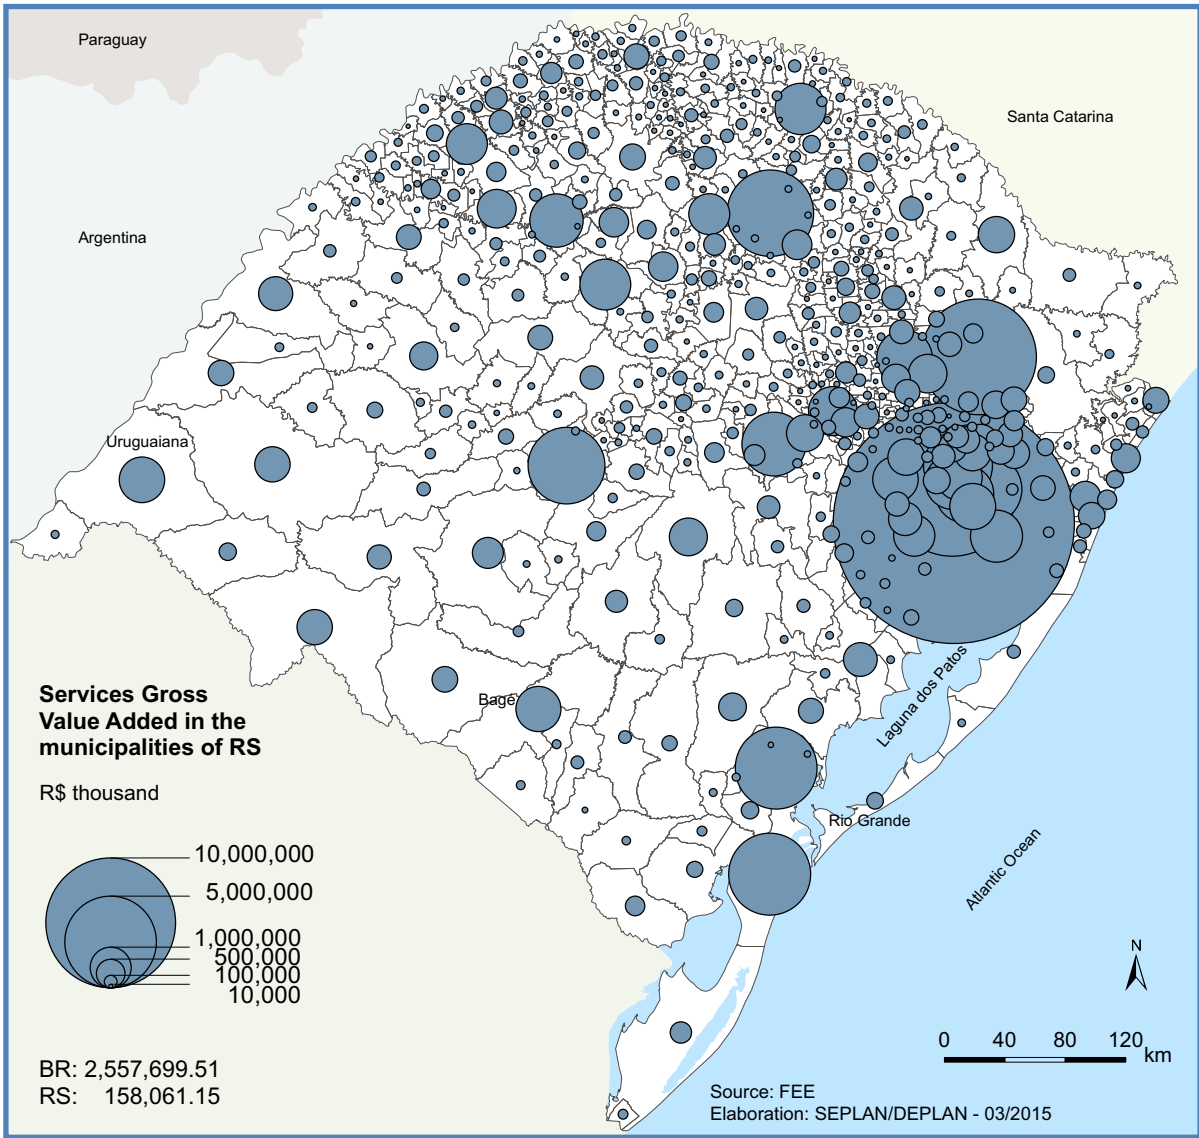 Paraguay
Santa Catarina
Argentina
Uruguaiana
Bagé
Laguna dos Patos
Rio Grande
Atlantic Ocean
Services Gross
Value Added in the
municipalities of RS
R$ thousand
10,000,000
5,000,000
1,000,000
500,000
100,000
10,000
BR: 2,557,699.51
RS: 158,061.15
N
0 40 80 120 km
Source: FEE
Elaboration: SEPLAN/DEPLAN - 03/2015